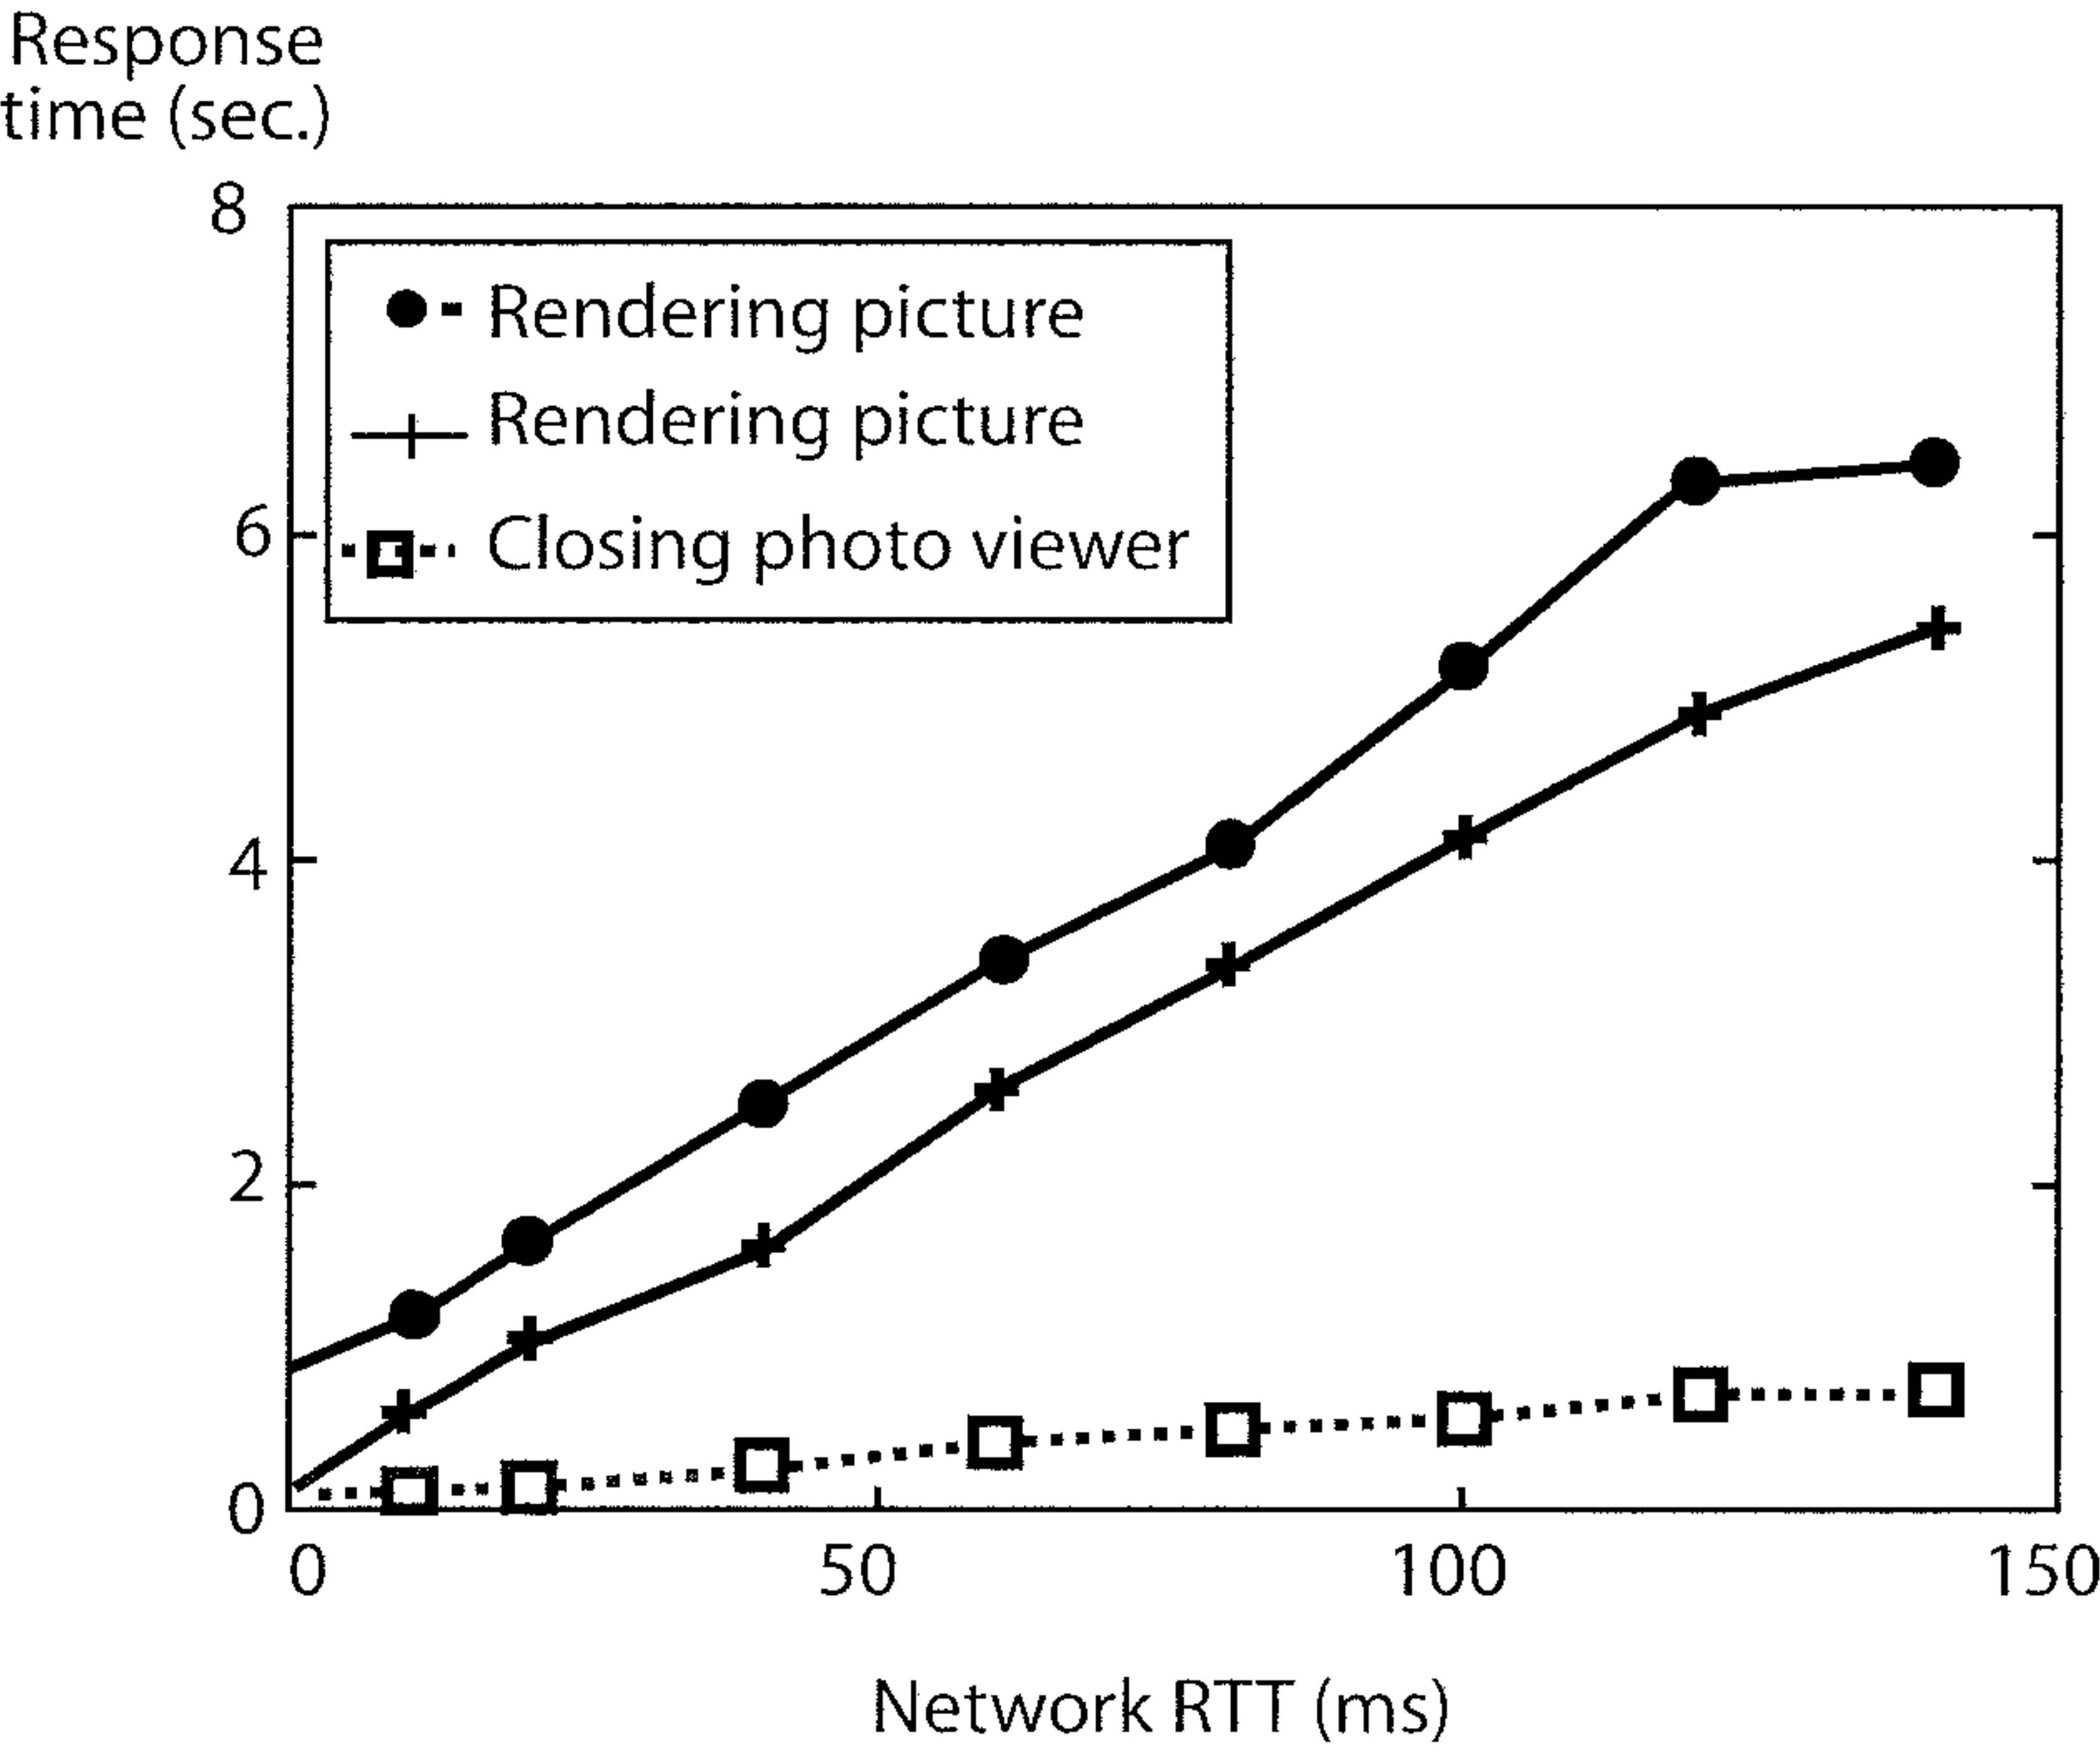 Response
time (sec.)
8
Rendering picture
Rendering picture
Closing photo viewer
6
4
2
0
0 50 100 150
Network RTT (ms)